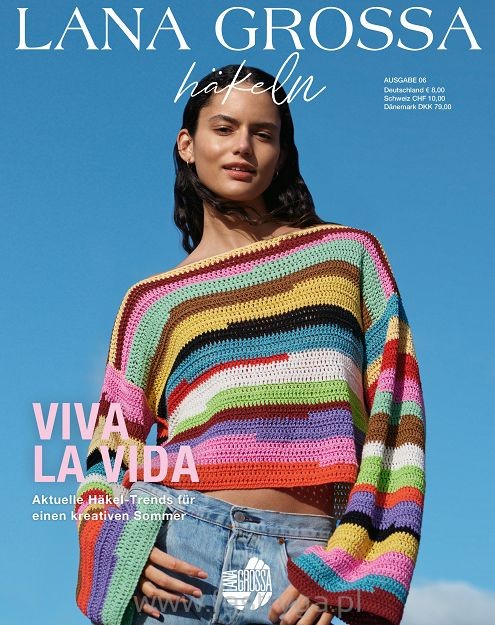 LANA GROSSA
häkeln
AUSGABE 06
Deutschland € 8,00
Schweiz CHF 10,00
Dänemark DKK 79,00
VIVA
LA VIDA
Aktuelle Häkel-Trends für
einen kreativen Sommer
LANA
GROSSA